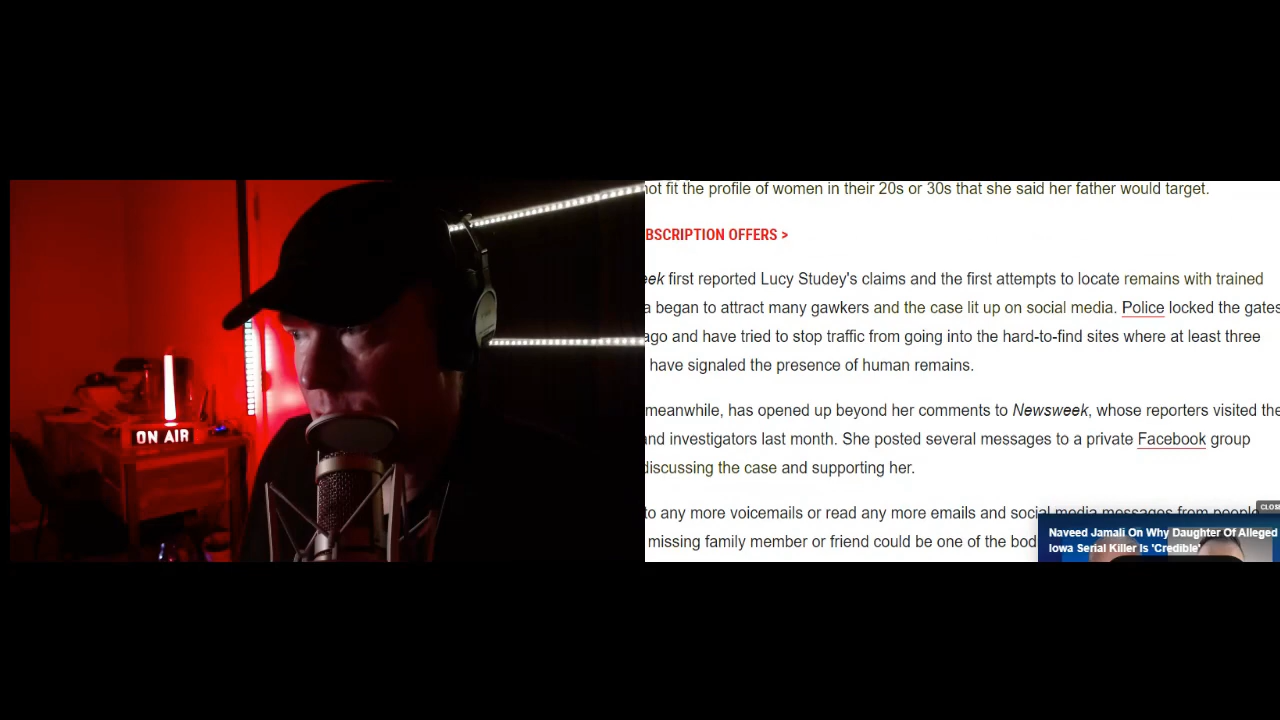 ON AIR
not fit the profile of women in their 20s or 30s that she said her father would target.
BSCRIPTION OFFERS >
eek first reported Lucy Studey's claims and the first attempts to locate remains with trained
a began to attract many gawkers and the case lit up on social media. Police locked the gates
ago and have tried to stop traffic from going into the hard-to-find sites where at least three
have signaled the presence of human remains.
meanwhile, has opened up beyond her comments to Newsweek, whose reporters visited the
and investigators last month. She posted several messages to a private Facebook group
discussing the case and supporting her.
to any more voicemails or read any more emails and social media messages from people
missing family member or friend could be one of the bod
CLOSE
Naveed Jamali On Why Daughter Of Alleged
Iowa Serial Killer Is 'Credible'